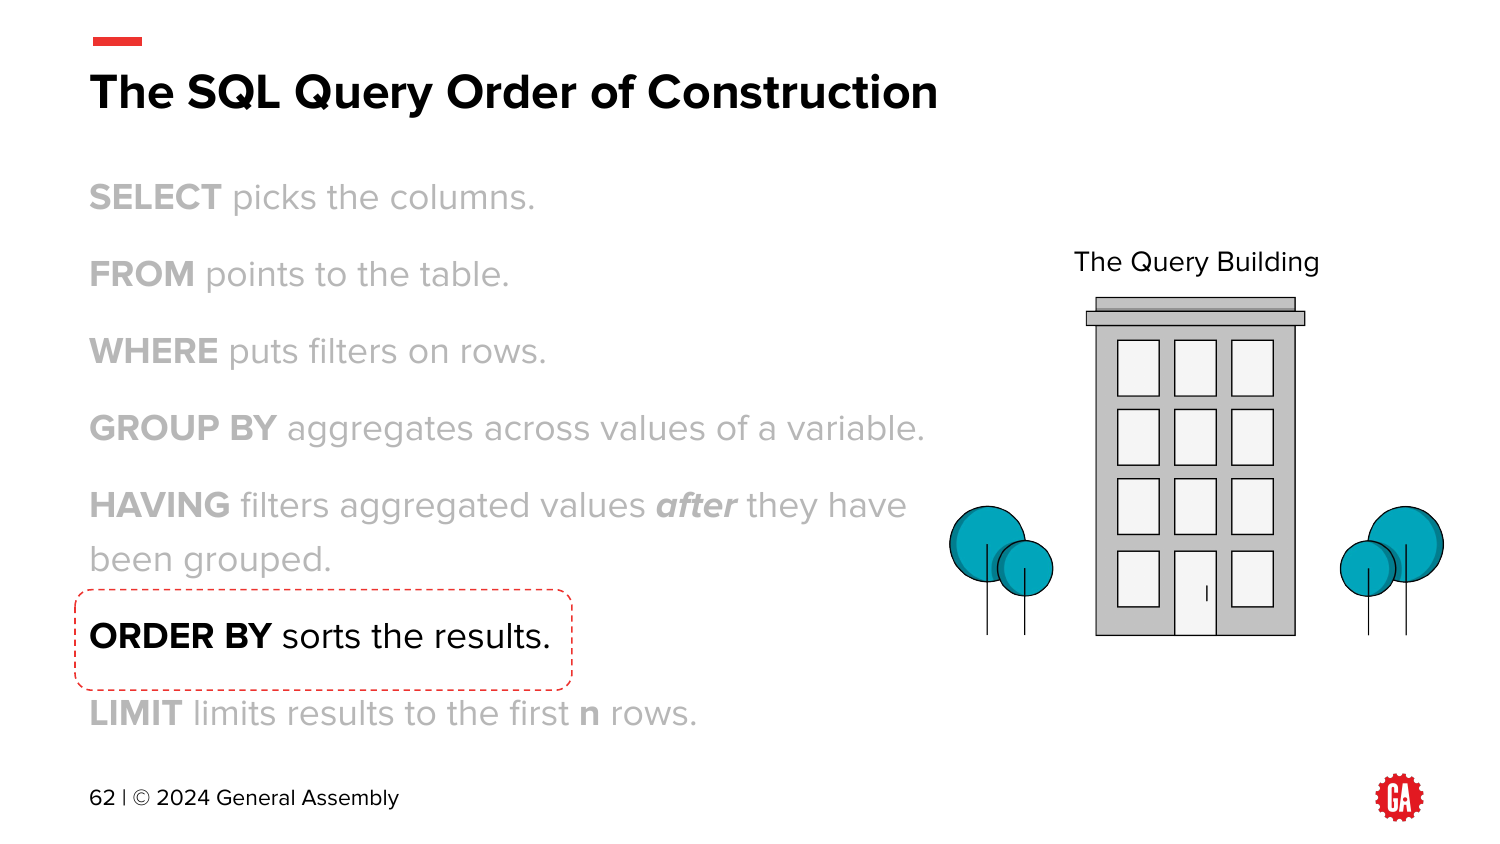 The SQL Query Order of Construction
SELECT picks the columns.
FROM points to the table.
WHERE puts filters on rows.
GROUP BY aggregates across values of a variable.
HAVING filters aggregated values after they have
been grouped.
ORDER BY sorts the results.
LIMIT limits results to the first n rows.
The Query Building
62 | © 2024 General Assembly
GA